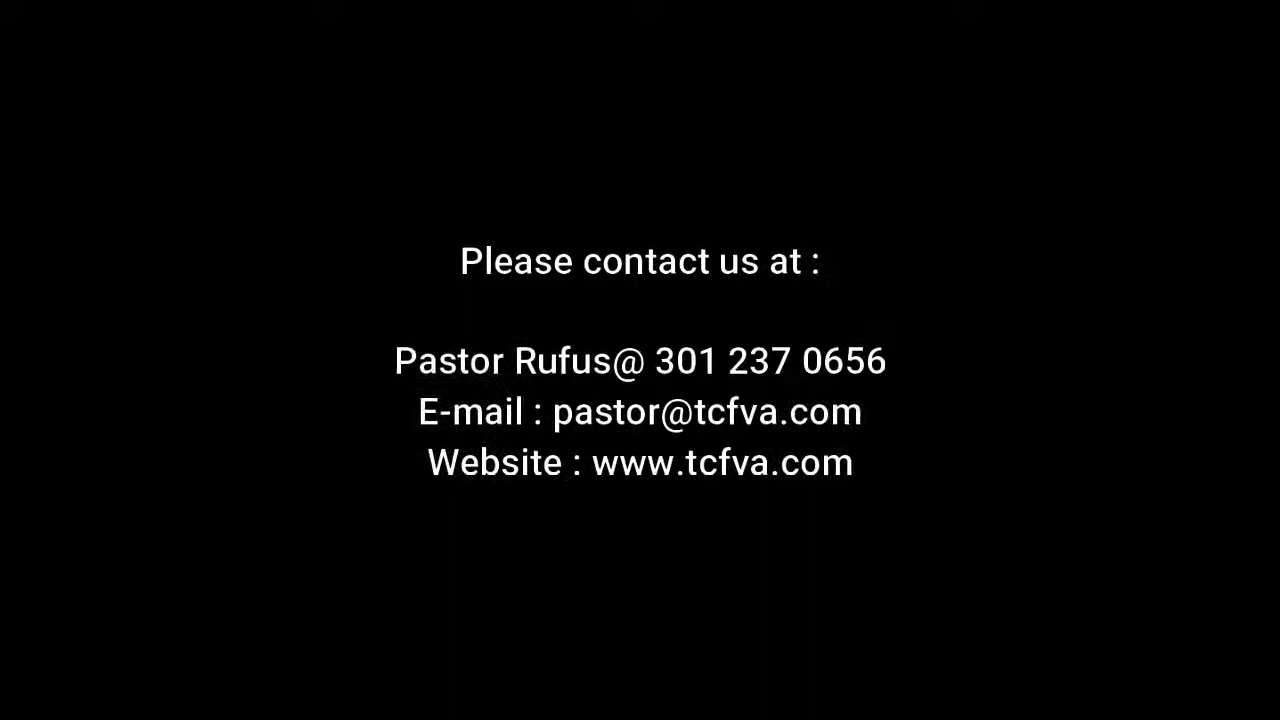 Please contact us at :
Pastor Rufus@ 301 237 0656
E-mail : pastor@tcfva.com
Website : www.tcfva.com